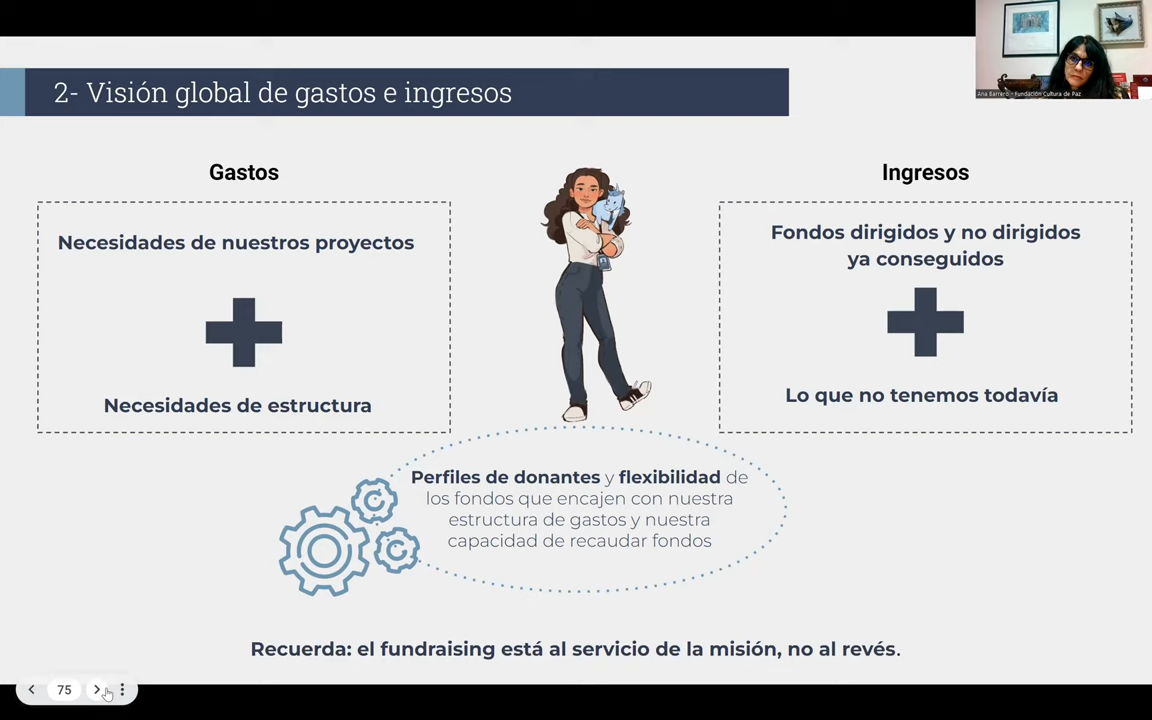 2- Visión global de gastos e ingresos
Ana Barrero - Fundación Cultura de Paz
Gastos
Necesidades de nuestros proyectos
Necesidades de estructura
Ingresos
Fondos dirigidos y no dirigidos
ya conseguidos
Lo que no tenemos todavía
Perfiles de donantes y flexibilidad de
los fondos que encajen con nuestra
estructura de gastos y nuestra
capacidad de recaudar fondos
Recuerda: el fundraising está al servicio de la misión, no al revés.
75